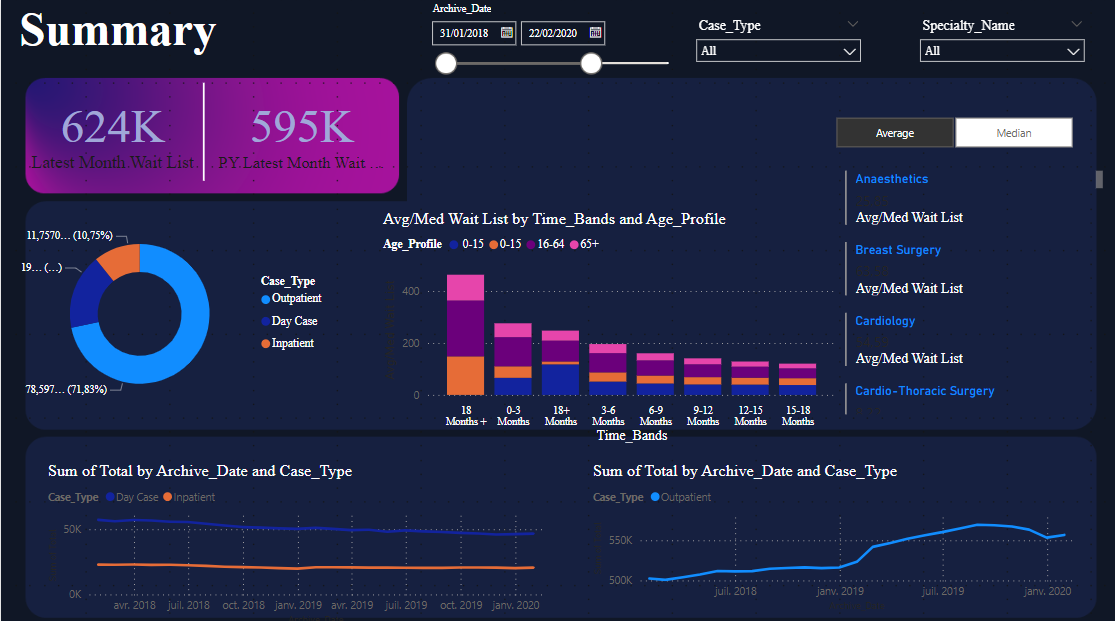 Summary
Archive_Date
31/01/2018
22/02/2020
Case_Type
All
Specialty_Name
All
624K
Latest Month Wait List
595K
PY Latest Month Wait ...
Average
Median
Anaesthetics
Avg/Med Wait List
Breast Surgery
Avg/Med Wait List
Cardiology
Avg/Med Wait List
Cardio-Thoracic Surgery
11,7570... (10,75%)
19... (...)
78,597... (71,83%)
Case_Type
Outpatient
Day Case
Inpatient
Avg/Med Wait List by Time_Bands and Age_Profile
Age_Profile 0-15 0-15 16-64 65+
400
200
0
18 Months +
0-3 Months
18+ Months
3-6 Months
6-9 Months
9-12 Months
12-15 Months
15-18 Months
Time_Bands
Sum of Total by Archive_Date and Case_Type
Case_Type Day Case Inpatient
50K
0K
avr. 2018 juil. 2018 oct. 2018 janv. 2019 avr. 2019 juil. 2019 oct. 2019 janv. 2020
Sum of Total by Archive_Date and Case_Type
Case_Type Outpatient
550K
500K
juil. 2018 janv. 2019 juil. 2019 janv. 2020